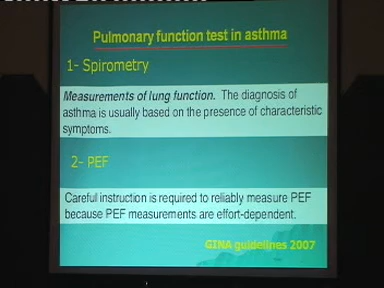 Pulmonary function test in asthma
1- Spirometry
Measurements of lung function. The diagnosis of
asthma is usually based on the presence of characteristic
symptoms.
2- PEF
Careful instruction is required to reliably measure PEF
because PEF measurements are effort-dependent.
GINA guidelines 2007